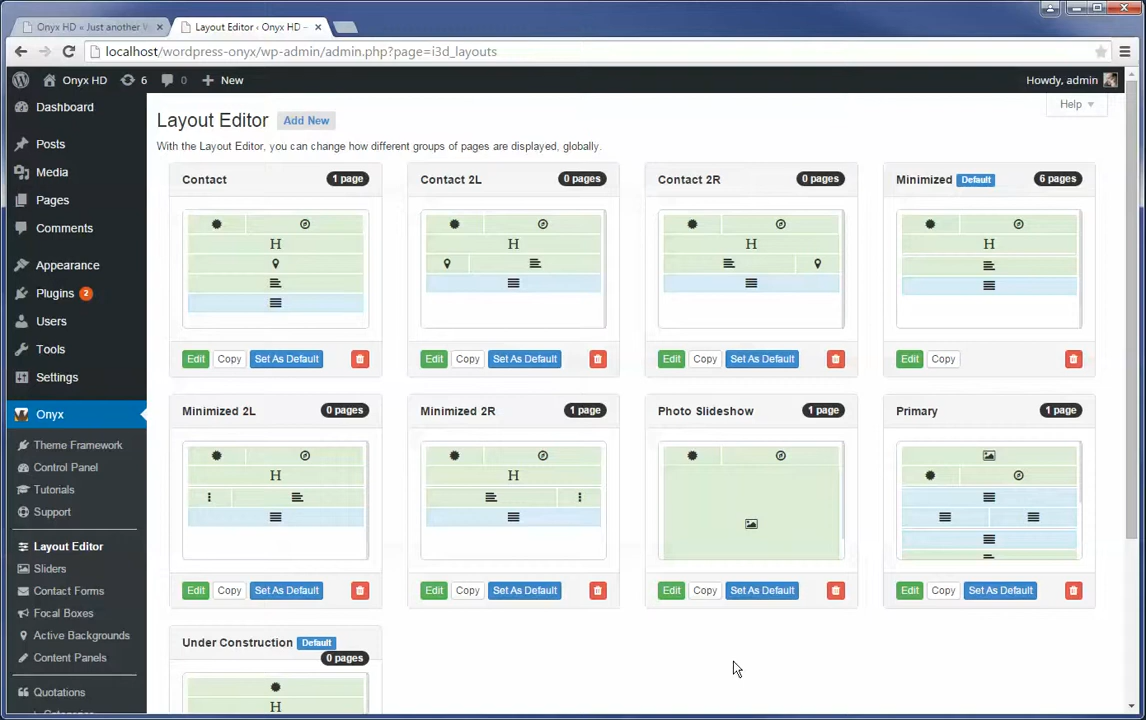 Onyx HD « Just another W
Layout Editor ‹ Onyx HD –
localhost/wordpress-onyx/wp-admin/admin.php?page=i3d_layouts
Onyx HD
6
0
New
Howdy, admin
Dashboard
Posts
Media
Pages
Comments
Appearance
Plugins 2
Users
Tools
Settings
Onyx
Theme Framework
Control Panel
Tutorials
Support
Layout Editor
Sliders
Contact Forms
Focal Boxes
Active Backgrounds
Content Panels
Quotations
Help
Layout Editor Add New
With the Layout Editor, you can change how different groups of pages are displayed, globally.
Contact 1 page
H
Edit Copy Set As Default
Contact 2L 0 pages
H
Edit Copy Set As Default
Contact 2R 0 pages
H
Edit Copy Set As Default
Minimized Default 6 pages
H
Edit Copy
Minimized 2L 0 pages
H
Edit Copy Set As Default
Minimized 2R 1 page
H
Edit Copy Set As Default
Photo Slideshow 1 page
Edit Copy Set As Default
Primary 1 page
Edit Copy Set As Default
Under Construction Default
0 pages
H